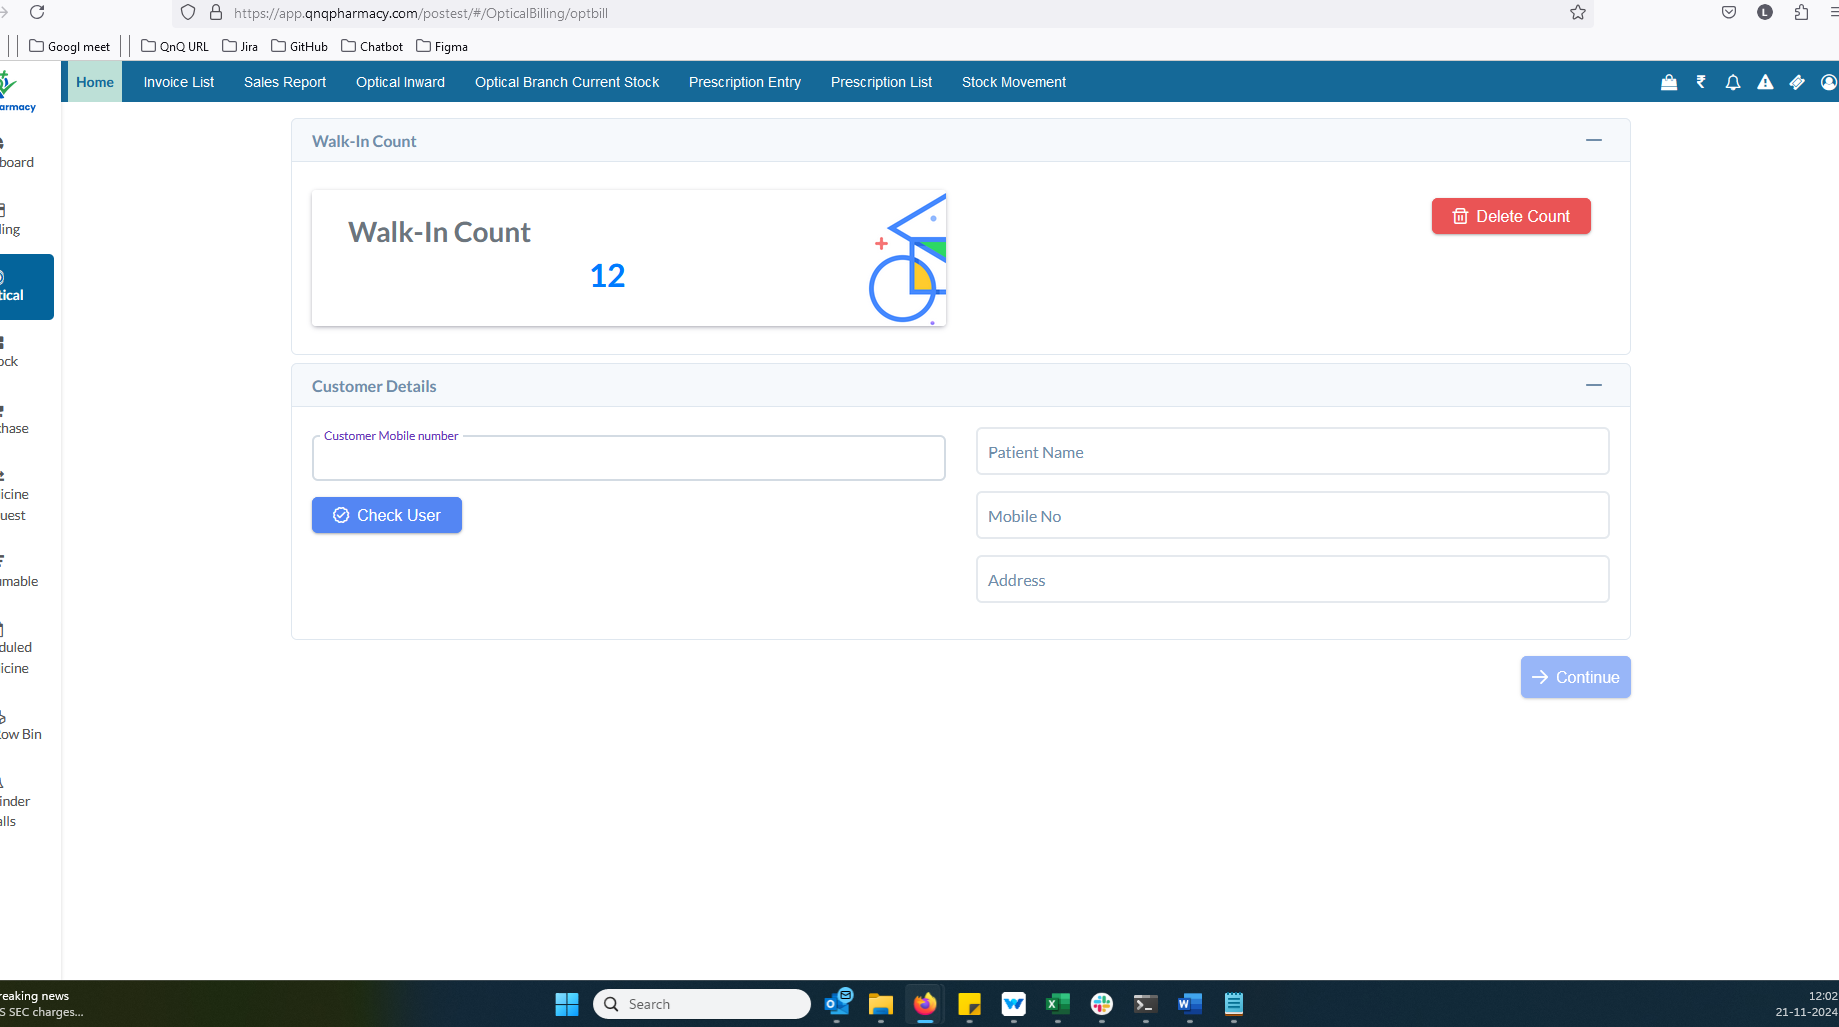 https://app.qnqpharmacy.com/postest/#/OpticalBilling/optbill
Googl meet
QnQ URL
Jira
GitHub
Chatbot
Figma
L
armacy
Home
Invoice List
Sales Report
Optical Inward
Optical Branch Current Stock
Prescription Entry
Prescription List
Stock Movement
board
ling
tical
ock
hase
icine
uest
mable
duled
icine
ow Bin
inder
alls
Walk-In Count
Walk-In Count
12
Delete Count
Customer Details
Customer Mobile number
Check User
Patient Name
Mobile No
Address
Continue
reaking news
S SEC charges...
Search
12:02
21-11-2024